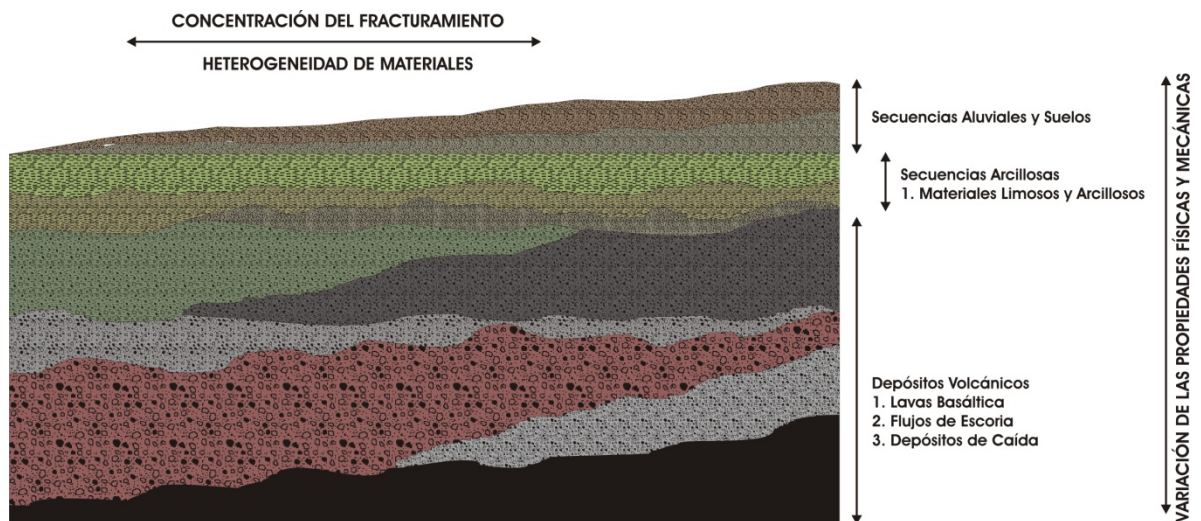 CONCENTRACIÓN DEL FRACTURAMIENTO
HETEROGENEIDAD DE MATERIALES
Secuencias Aluviales y Suelos
Secuencias Arcillosas
1. Materiales Limosos y Arcillosos
Depósitos Volcánicos
1. Lavas Basáltica
2. Flujos de Escoria
3. Depósitos de Caída
VARIACIÓN DE LAS PROPIEDADES FÍSICAS Y MECÁNICAS